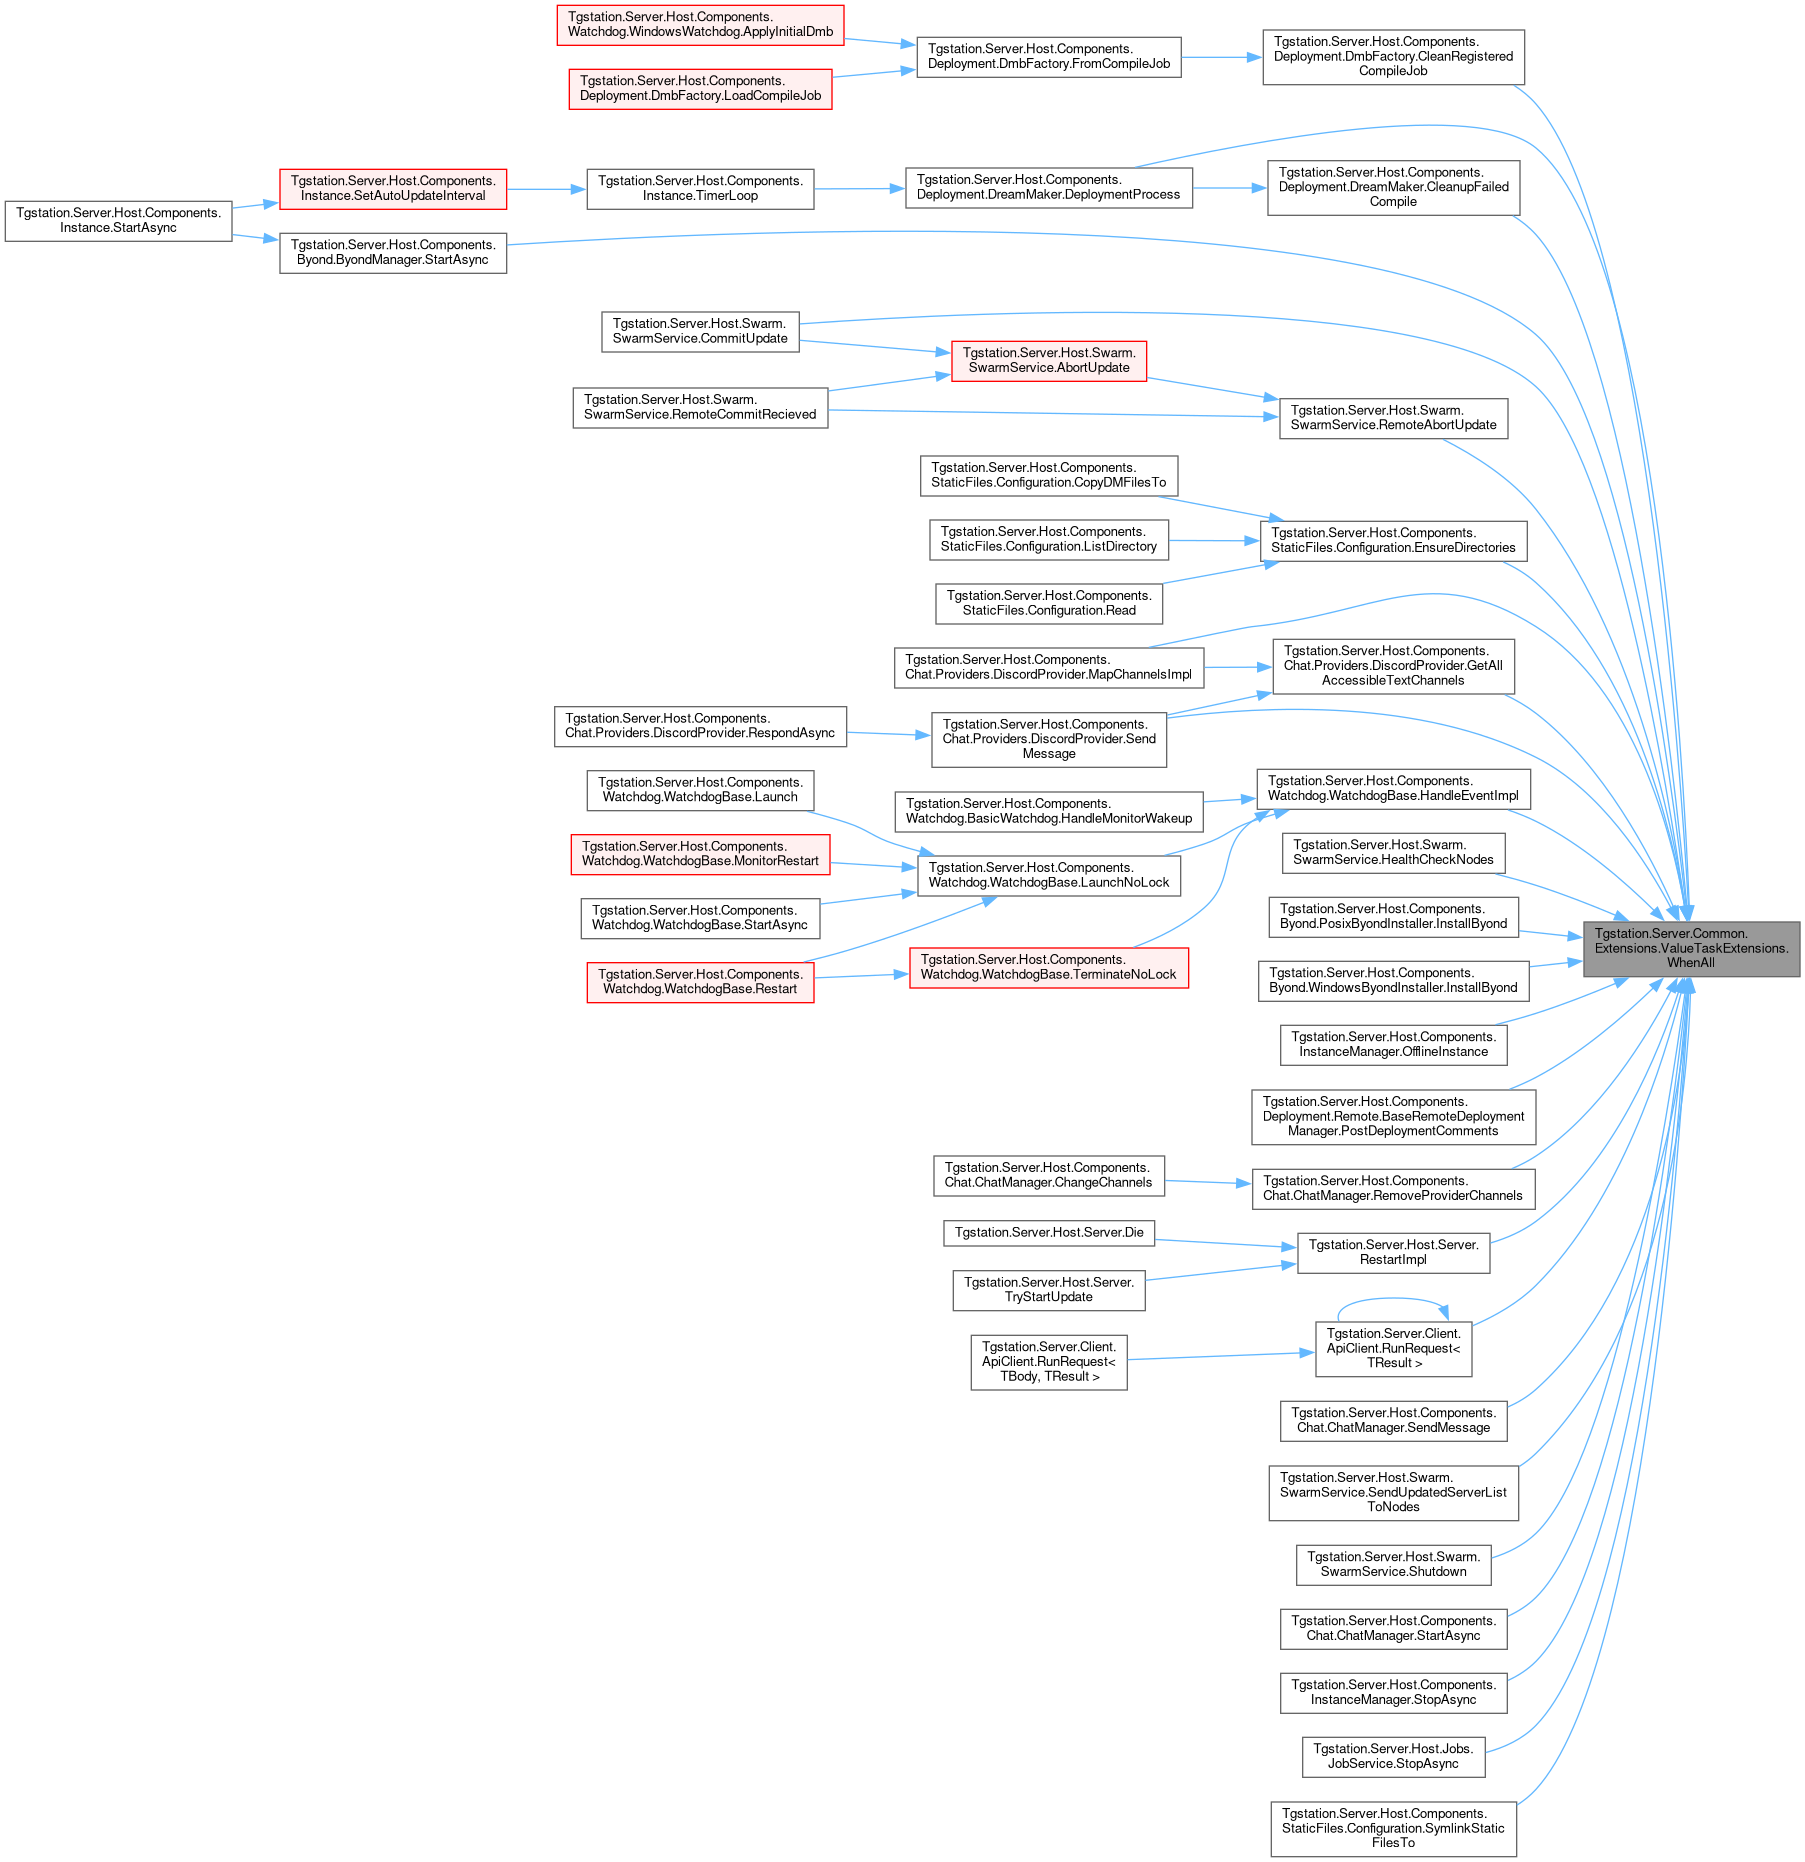 Tgstation.Server.Host.Components.
Watchdog.WindowsWatchdog.ApplyInitialDmb
Tgstation.Server.Host.Components.
Deployment.DmbFactory.LoadCompileJob
Tgstation.Server.Host.Components.
Deployment.DmbFactory.FromCompileJob
Tgstation.Server.Host.Components.
Deployment.DmbFactory.CleanRegistered
CompileJob
Tgstation.Server.Host.Components.
Instance.StartAsync
Tgstation.Server.Host.Components.
Instance.SetAutoUpdateInterval
Tgstation.Server.Host.Components.
Byond.ByondManager.StartAsync
Tgstation.Server.Host.Components.
Instance.TimerLoop
Tgstation.Server.Host.Components.
Deployment.DreamMaker.DeploymentProcess
Tgstation.Server.Host.Components.
Deployment.DreamMaker.CleanupFailed
Compile
Tgstation.Server.Host.Swarm.
SwarmService.CommitUpdate
Tgstation.Server.Host.Swarm.
SwarmService.AbortUpdate
Tgstation.Server.Host.Swarm.
SwarmService.RemoteCommitRecieved
Tgstation.Server.Host.Swarm.
SwarmService.RemoteAbortUpdate
Tgstation.Server.Host.Components.
StaticFiles.Configuration.CopyDMFilesTo
Tgstation.Server.Host.Components.
StaticFiles.Configuration.ListDirectory
Tgstation.Server.Host.Components.
StaticFiles.Configuration.Read
Tgstation.Server.Host.Components.
StaticFiles.Configuration.EnsureDirectories
Tgstation.Server.Host.Components.
Chat.Providers.DiscordProvider.MapChannelsImpl
Tgstation.Server.Host.Components.
Chat.Providers.DiscordProvider.GetAll
AccessibleTextChannels
Tgstation.Server.Host.Components.
Chat.Providers.DiscordProvider.RespondAsync
Tgstation.Server.Host.Components.
Chat.Providers.DiscordProvider.Send
Message
Tgstation.Server.Host.Components.
Watchdog.WatchdogBase.Launch
Tgstation.Server.Host.Components.
Watchdog.BasicWatchdog.HandleMonitorWakeup
Tgstation.Server.Host.Components.
Watchdog.WatchdogBase.HandleEventImpl
Tgstation.Server.Host.Components.
Watchdog.WatchdogBase.MonitorRestart
Tgstation.Server.Host.Components.
Watchdog.WatchdogBase.LaunchNoLock
Tgstation.Server.Host.Components.
Watchdog.WatchdogBase.StartAsync
Tgstation.Server.Host.Components.
Watchdog.WatchdogBase.Restart
Tgstation.Server.Host.Components.
Watchdog.WatchdogBase.TerminateNoLock
Tgstation.Server.Host.Swarm.
SwarmService.HealthCheckNodes
Tgstation.Server.Host.Components.
Byond.PosixByondInstaller.InstallByond
Tgstation.Server.Common.
Extensions.ValueTaskExtensions.
WhenAll
Tgstation.Server.Host.Components.
Byond.WindowsByondInstaller.InstallByond
Tgstation.Server.Host.Components.
InstanceManager.OfflineInstance
Tgstation.Server.Host.Components.
Deployment.Remote.BaseRemoteDeployment
Manager.PostDeploymentComments
Tgstation.Server.Host.Components.
Chat.ChatManager.ChangeChannels
Tgstation.Server.Host.Components.
Chat.ChatManager.RemoveProviderChannels
Tgstation.Server.Host.Server.Die
Tgstation.Server.Host.Server.
TryStartUpdate
Tgstation.Server.Host.Server.
RestartImpl
Tgstation.Server.Client.
ApiClient.RunRequest<
TBody, TResult >
Tgstation.Server.Client.
ApiClient.RunRequest<
TResult >
Tgstation.Server.Host.Components.
Chat.ChatManager.SendMessage
Tgstation.Server.Host.Swarm.
SwarmService.SendUpdatedServerList
ToNodes
Tgstation.Server.Host.Swarm.
SwarmService.Shutdown
Tgstation.Server.Host.Components.
Chat.ChatManager.StartAsync
Tgstation.Server.Host.Components.
InstanceManager.StopAsync
Tgstation.Server.Host.Jobs.
JobService.StopAsync
Tgstation.Server.Host.Components.
StaticFiles.Configuration.SymlinkStatic
FilesTo